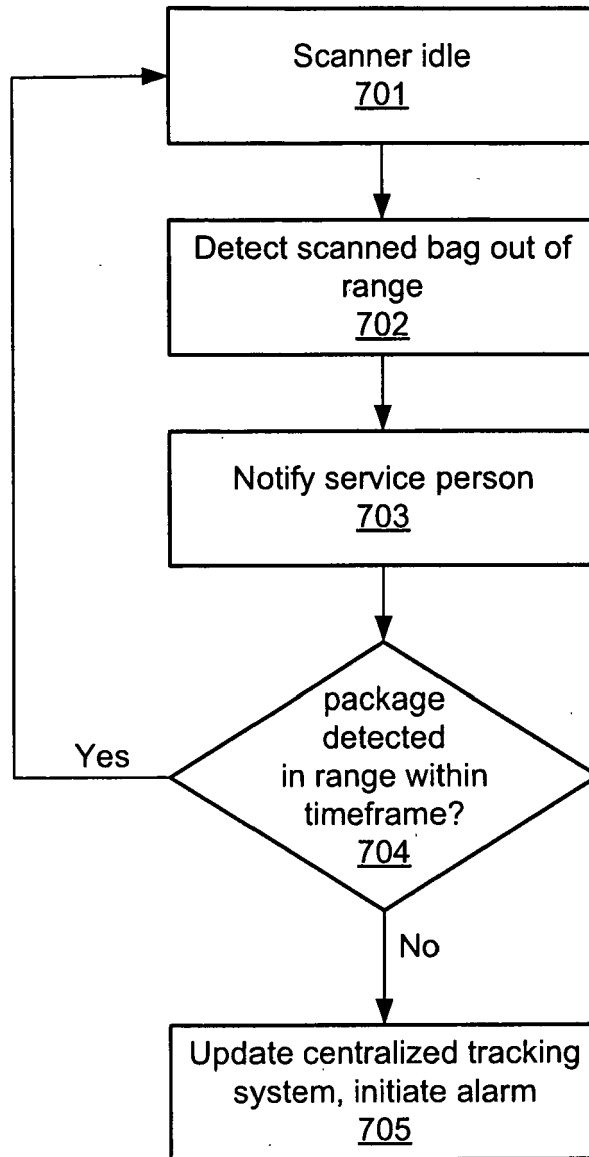 Scanner idle
701
Detect scanned bag out of
range
702
Notify service person
703
package
detected
in range within
timeframe?
704
Yes
No
Update centralized tracking
system, initiate alarm
705